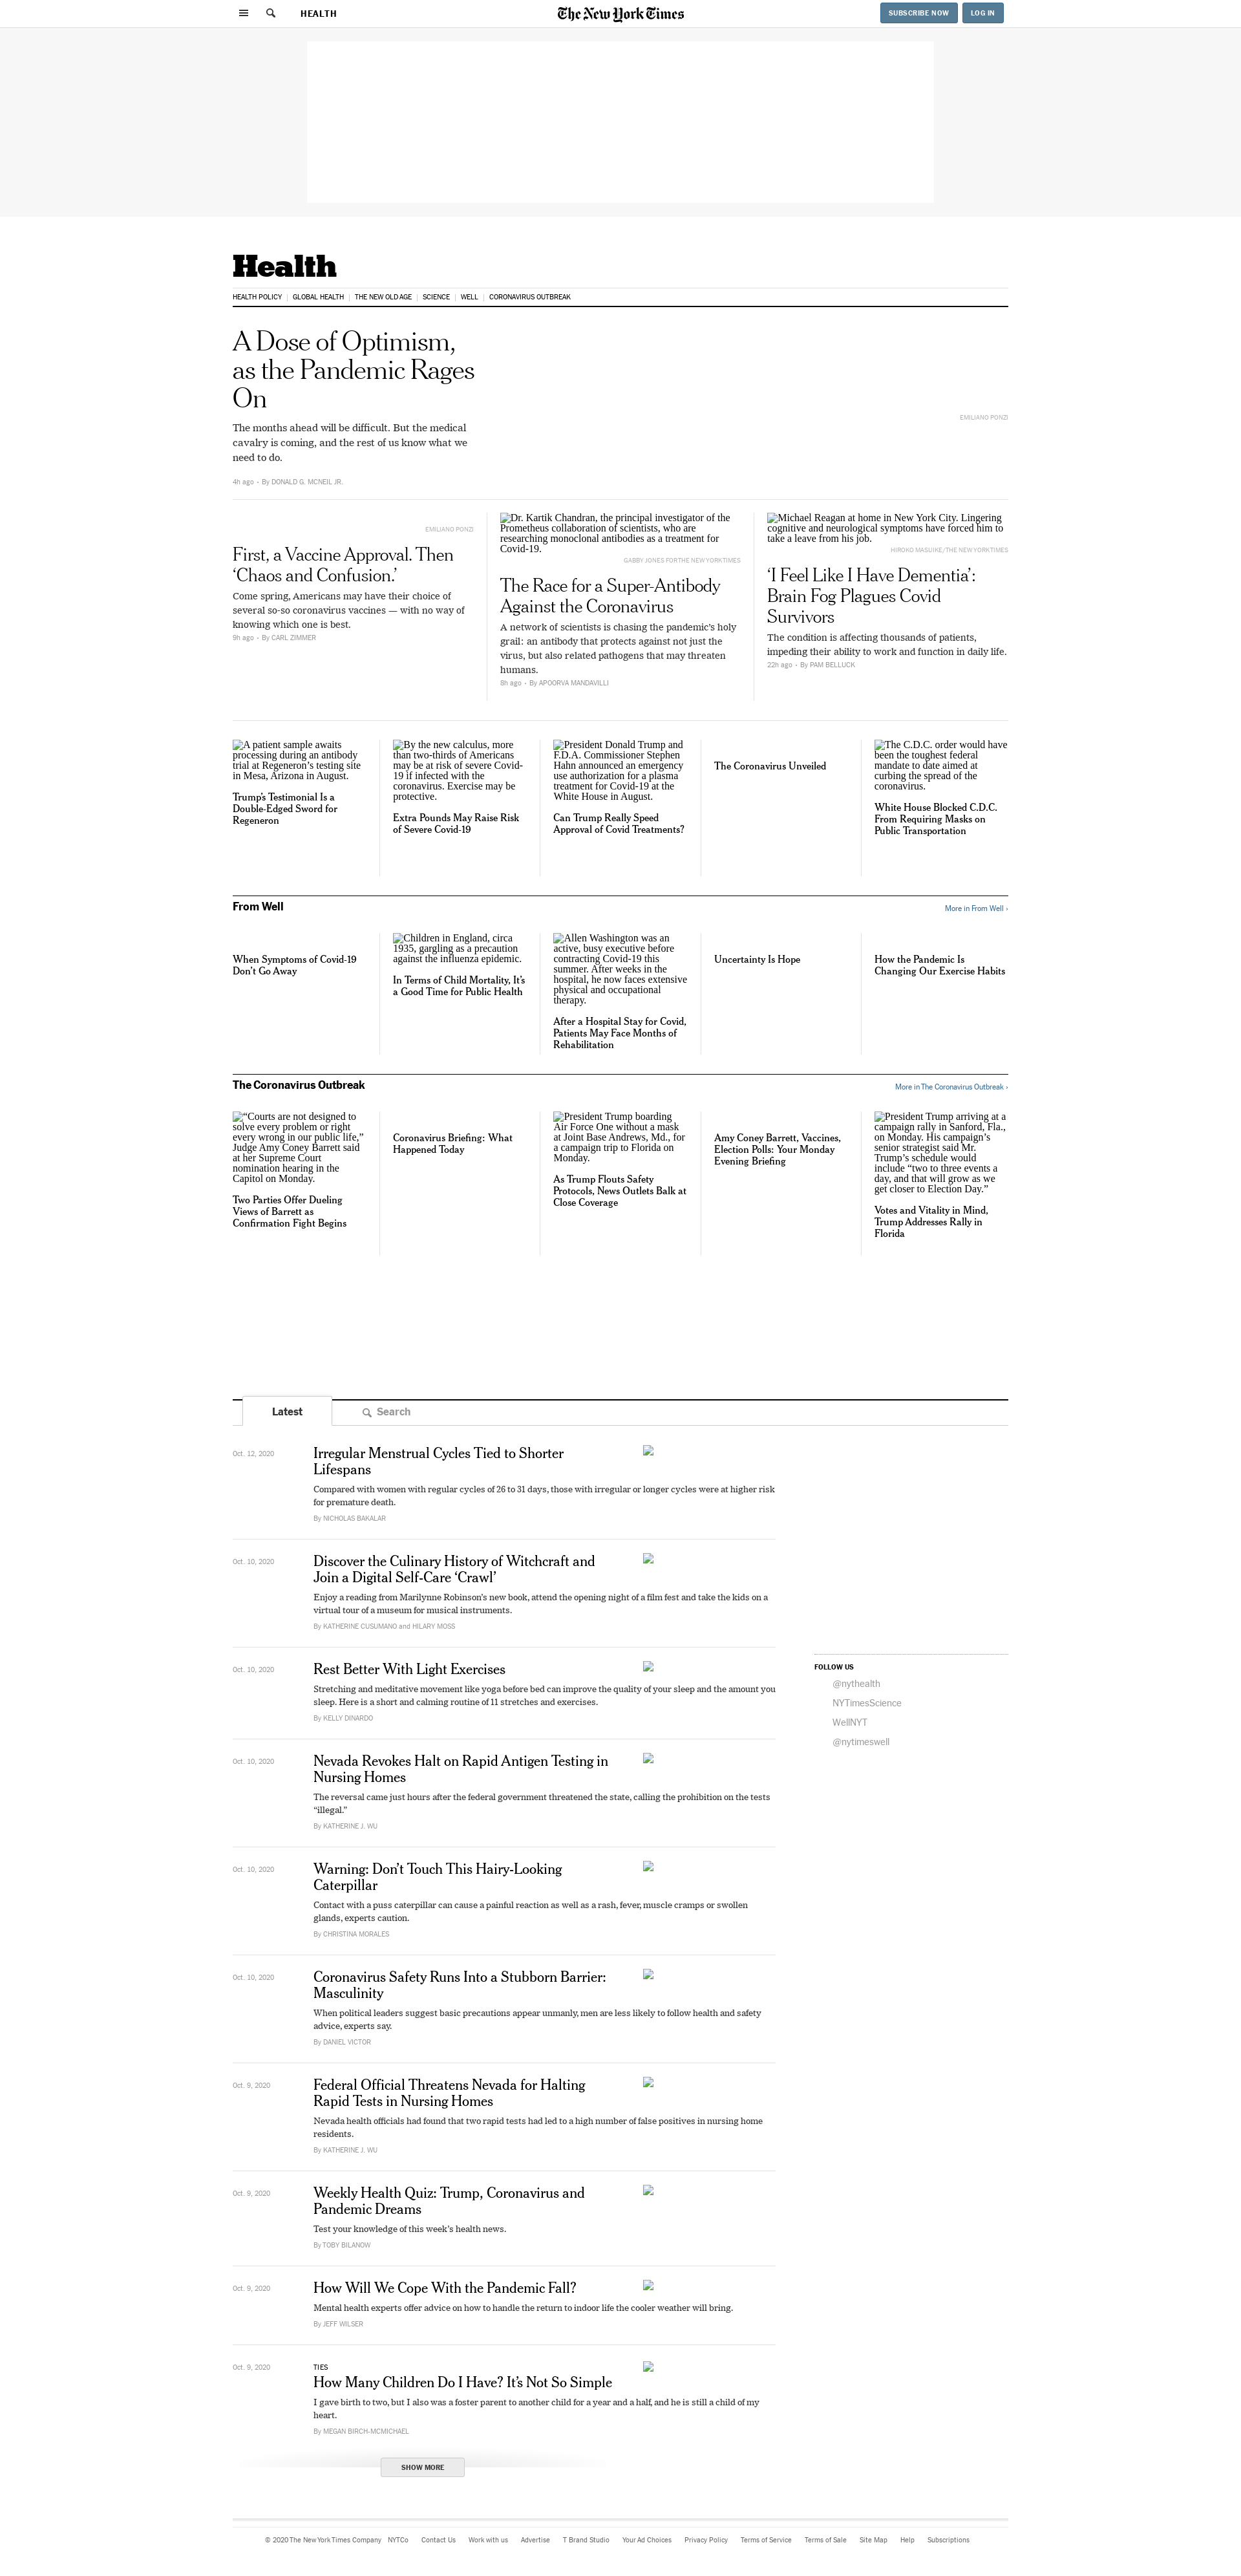 HEALTH
The New York Times
SUBSCRIBE NOW
LOG IN
Health
HEALTH POLICY
GLOBAL HEALTH
THE NEW OLD AGE
SCIENCE
WELL
CORONAVIRUS OUTBREAK
A Dose of Optimism,
as the Pandemic Rages
On
The months ahead will be difficult. But the medical
cavalry is coming, and the rest of us know what we
need to do.
4h ago - By DONALD G. MCNEIL JR.
EMILIANO PONZI
EMILIANO PONZI
First, a Vaccine Approval. Then
‘Chaos and Confusion.’
Come spring, Americans may have their choice of
several so-so coronavirus vaccines — with no way of
knowing which one is best.
9h ago - By CARL ZIMMER
Dr. Kartik Chandran, the principal investigator of the
Prometheus collaboration of scientists, who are
researching monoclonal antibodies as a treatment for
Covid-19.
GABBY JONES FOR THE NEW YORK TIMES
The Race for a Super-Antibody
Against the Coronavirus
A network of scientists is chasing the pandemic’s holy
grail: an antibody that protects against not just the
virus, but also related pathogens that may threaten
humans.
8h ago - By APOORVA MANDAVILLI
Michael Reagan at home in New York City. Lingering
cognitive and neurological symptoms have forced him to
take a leave from his job.
HIROKO MASUIKE/THE NEW YORK TIMES
‘I Feel Like I Have Dementia’:
Brain Fog Plagues Covid
Survivors
The condition is affecting thousands of patients,
impeding their ability to work and function in daily life.
22h ago - By PAM BELLUCK
A patient sample awaits
processing during an antibody
trial at Regeneron’s testing site
in Mesa, Arizona in August.
Trump’s Testimonial Is a
Double-Edged Sword for
Regeneron
By the new calculus, more
than two-thirds of Americans
may be at risk of severe Covid-
19 if infected with the
coronavirus. Exercise may be
protective.
Extra Pounds May Raise Risk
of Severe Covid-19
President Donald Trump and
F.D.A. Commissioner Stephen
Hahn announced an emergency
use authorization for a plasma
treatment for Covid-19 at the
White House in August.
Can Trump Really Speed
Approval of Covid Treatments?
The Coronavirus Unveiled
The C.D.C. order would have
been the toughest federal
mandate to date aimed at
curbing the spread of the
coronavirus.
White House Blocked C.D.C.
From Requiring Masks on
Public Transportation
From Well
More in From Well ›
When Symptoms of Covid-19
Don’t Go Away
Children in England, circa
1935, gargling as a precaution
against the influenza epidemic.
In Terms of Child Mortality, It’s
a Good Time for Public Health
Allen Washington was an
active, busy executive before
contracting Covid-19 this
summer. After weeks in the
hospital, he now faces extensive
physical and occupational
therapy.
After a Hospital Stay for Covid,
Patients May Face Months of
Rehabilitation
Uncertainty Is Hope
How the Pandemic Is
Changing Our Exercise Habits
The Coronavirus Outbreak
More in The Coronavirus Outbreak ›
“Courts are not designed to
solve every problem or right
every wrong in our public life,”
Judge Amy Coney Barrett said
at her Supreme Court
nomination hearing in the
Capitol on Monday.
Two Parties Offer Dueling
Views of Barrett as
Confirmation Fight Begins
Coronavirus Briefing: What
Happened Today
President Trump boarding
Air Force One without a mask
at Joint Base Andrews, Md., for
a campaign trip to Florida on
Monday.
As Trump Flouts Safety
Protocols, News Outlets Balk at
Close Coverage
Amy Coney Barrett, Vaccines,
Election Polls: Your Monday
Evening Briefing
President Trump arriving at a
campaign rally in Sanford, Fla.,
on Monday. His campaign’s
senior strategist said Mr.
Trump’s schedule would
include “two to three events a
day, and that will grow as we
get closer to Election Day.”
Votes and Vitality in Mind,
Trump Addresses Rally in
Florida
Latest
Search
Oct. 12, 2020
Irregular Menstrual Cycles Tied to Shorter
Lifespans
Compared with women with regular cycles of 26 to 31 days, those with irregular or longer cycles were at higher risk
for premature death.
By NICHOLAS BAKALAR
Oct. 10, 2020
Discover the Culinary History of Witchcraft and
Join a Digital Self-Care ‘Crawl’
Enjoy a reading from Marilynne Robinson’s new book, attend the opening night of a film fest and take the kids on a
virtual tour of a museum for musical instruments.
By KATHERINE CUSUMANO and HILARY MOSS
Oct. 10, 2020
Rest Better With Light Exercises
Stretching and meditative movement like yoga before bed can improve the quality of your sleep and the amount you
sleep. Here is a short and calming routine of 11 stretches and exercises.
By KELLY DINARDO
FOLLOW US
@nythealth
NYTimesScience
WellNYT
@nytimeswell
Oct. 10, 2020
Nevada Revokes Halt on Rapid Antigen Testing in
Nursing Homes
The reversal came just hours after the federal government threatened the state, calling the prohibition on the tests
“illegal.”
By KATHERINE J. WU
Oct. 10, 2020
Warning: Don’t Touch This Hairy-Looking
Caterpillar
Contact with a puss caterpillar can cause a painful reaction as well as a rash, fever, muscle cramps or swollen
glands, experts caution.
By CHRISTINA MORALES
Oct. 10, 2020
Coronavirus Safety Runs Into a Stubborn Barrier:
Masculinity
When political leaders suggest basic precautions appear unmanly, men are less likely to follow health and safety
advice, experts say.
By DANIEL VICTOR
Oct. 9, 2020
Federal Official Threatens Nevada for Halting
Rapid Tests in Nursing Homes
Nevada health officials had found that two rapid tests had led to a high number of false positives in nursing home
residents.
By KATHERINE J. WU
Oct. 9, 2020
Weekly Health Quiz: Trump, Coronavirus and
Pandemic Dreams
Test your knowledge of this week’s health news.
By TOBY BILANOW
Oct. 9, 2020
How Will We Cope With the Pandemic Fall?
Mental health experts offer advice on how to handle the return to indoor life the cooler weather will bring.
By JEFF WILSER
Oct. 9, 2020
TIES
How Many Children Do I Have? It’s Not So Simple
I gave birth to two, but I also was a foster parent to another child for a year and a half, and he is still a child of my
heart.
By MEGAN BIRCH-MCMICHAEL
SHOW MORE
© 2020 The New York Times Company NYTCo Contact Us Work with us Advertise T Brand Studio Your Ad Choices Privacy Policy Terms of Service Terms of Sale Site Map Help Subscriptions